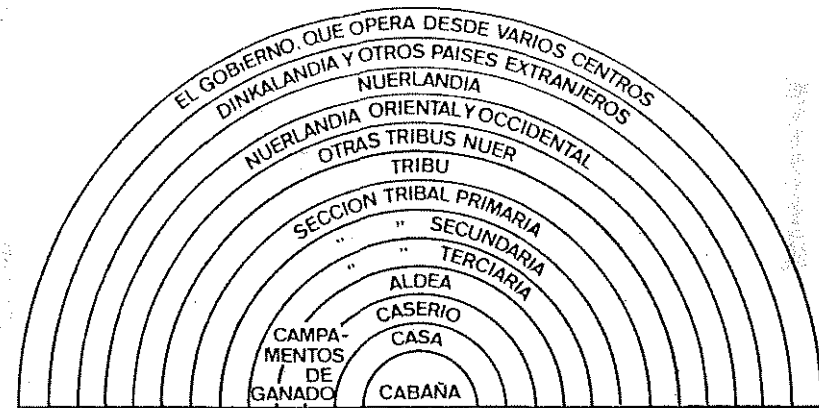 EL GOBIERNO, QUE OPERA DESDE VARIOS CENTROS
DINKALANDIA Y OTROS PAISES EXTRANJEROS
NUERLANDIA
NUERLANDIA ORIENTAL Y OCCIDENTAL
OTRAS TRIBUS NUER
TRIBU
SECCION TRIBAL PRIMARIA
" " SECUNDARIA
" " TERCIARIA
ALDEA
CASERIO
CASA
CAMPA-
MENTOS
DE
GANADO
CABAÑA